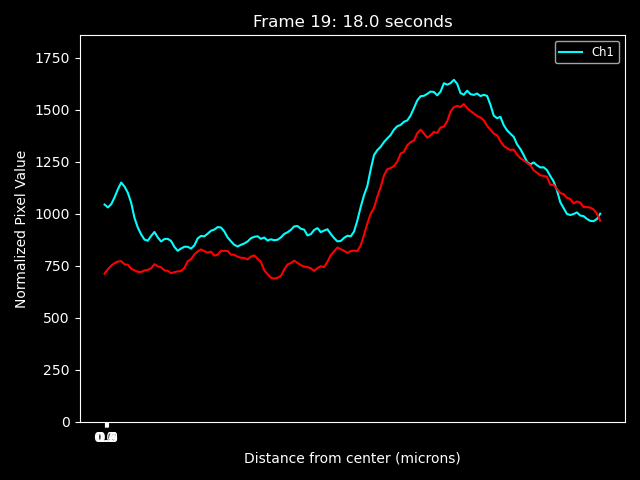 Frame 19: 18.0 seconds
Ch1
1750
1500
1250
1000
750
500
250
0
Normalized Pixel Value
Distance from center (microns)